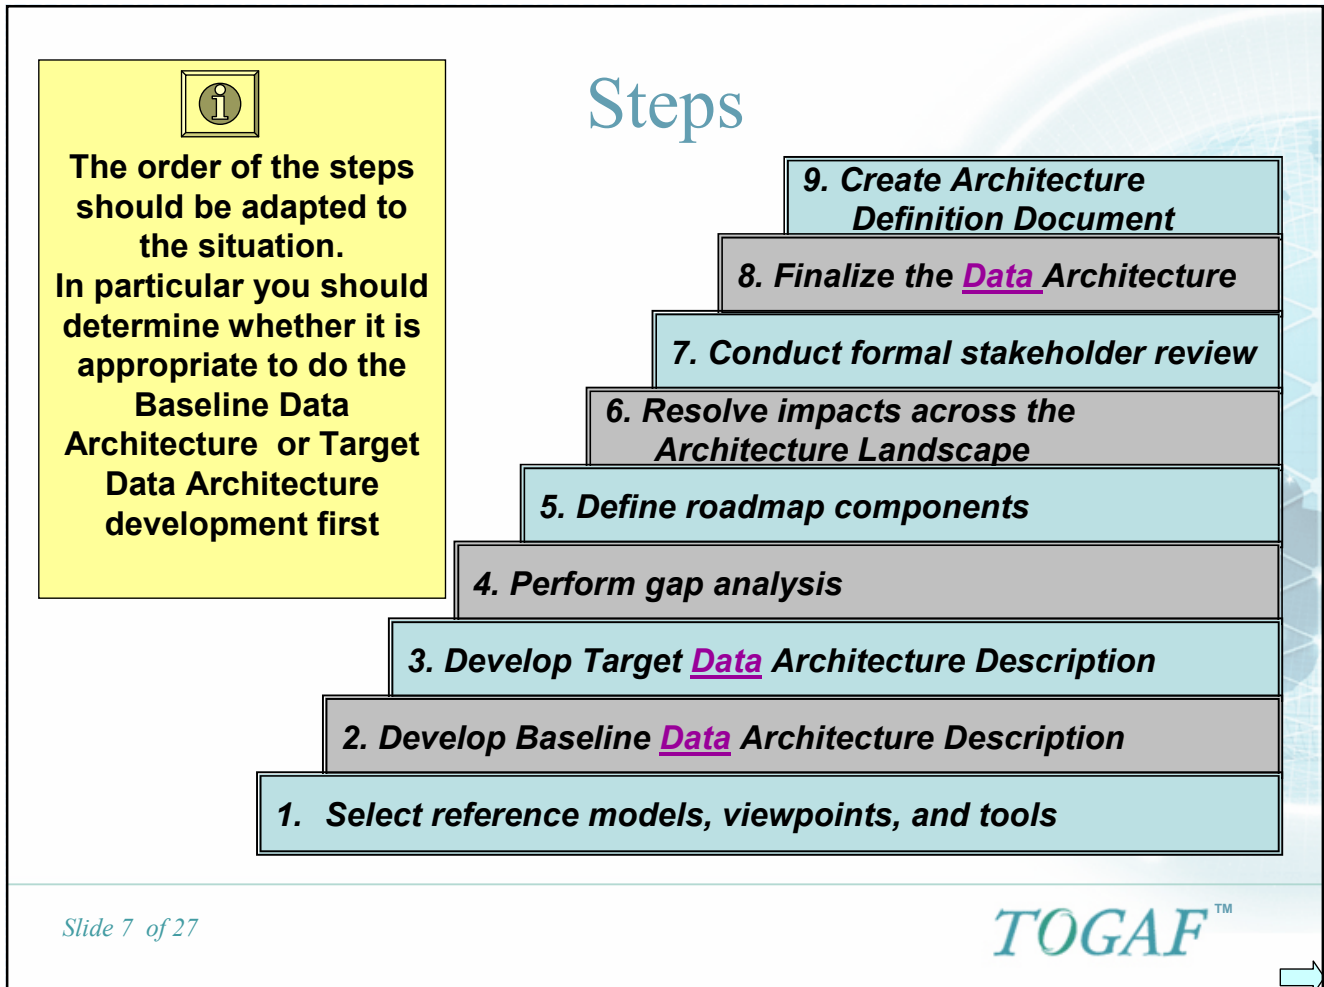 Steps
i
The order of the steps
should be adapted to
the situation.
In particular you should
determine whether it is
appropriate to do the
Baseline Data
Architecture or Target
Data Architecture
development first
9. Create Architecture
Definition Document
8. Finalize the Data Architecture
7. Conduct formal stakeholder review
6. Resolve impacts across the
Architecture Landscape
5. Define roadmap components
4. Perform gap analysis
3. Develop Target Data Architecture Description
2. Develop Baseline Data Architecture Description
1. Select reference models, viewpoints, and tools
Slide 7 of 27
TOGAF™